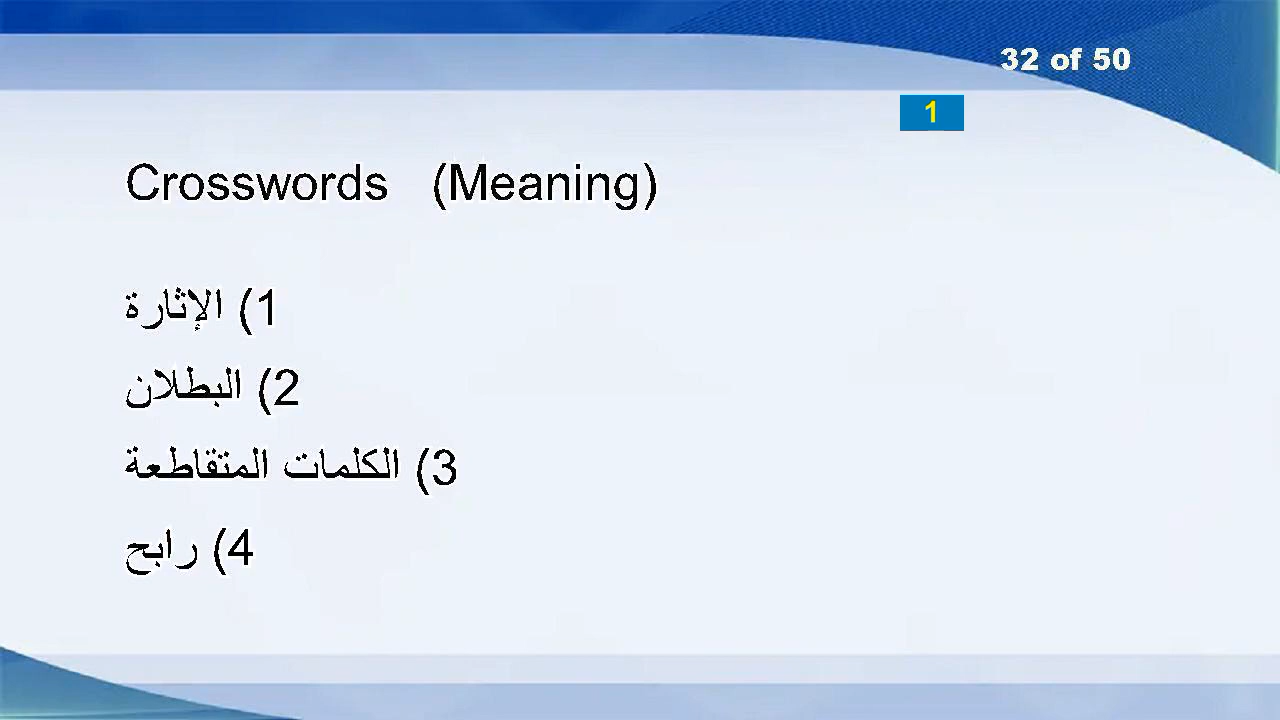 32 of 50
1
Crosswords (Meaning)
1) الإثارة
2) البطلان
3) الكلمات المتقاطعة
4) رابح